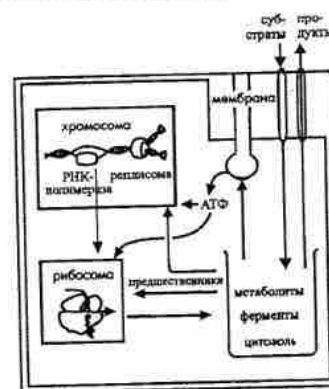 суб-
страты
про-
дукты
мембрана
хромосома
РНК-
полимераза
реплисома
АТФ
рибосома
предшественники
метаболиты
ферменты
цитозоль